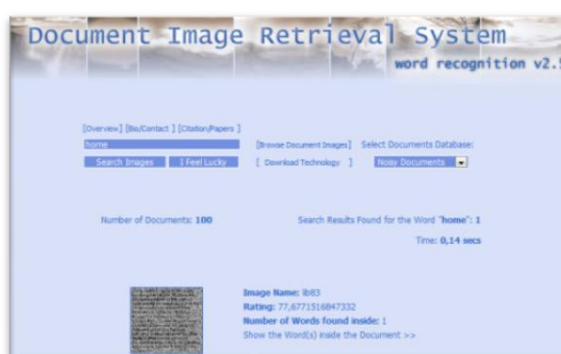 Document Image Retrieval System
word recognition v2.5
[Overview] [Bio/Contact ] [Citation/Papers ]
home
[Browse Document Images] Select Documents Database:
Search Images I Feel Lucky [ Download Technology ] Noisy Documents
Number of Documents: 100
Search Results Found for the Word "home": 1
Time: 0,14 secs
Image Name: lib83
Rating: 77,6771516847332
Number of Words found inside: 1
Show the Word(s) inside the Document >>